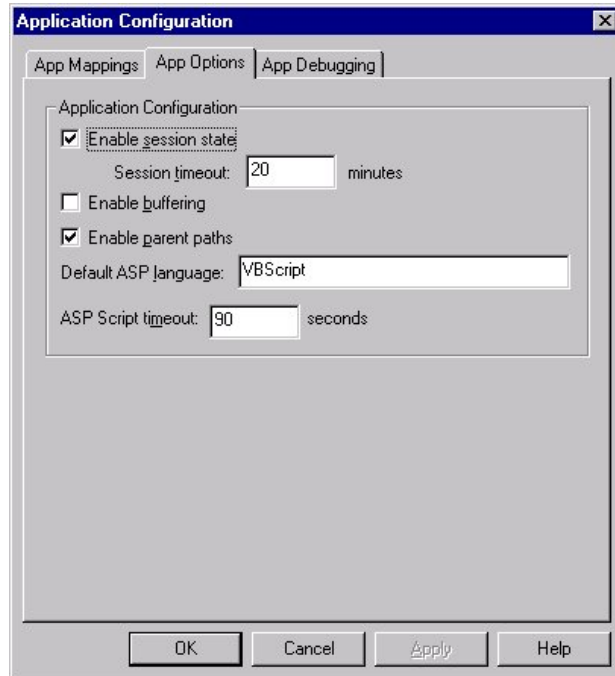 Application Configuration
App Mappings App Options App Debugging
Application Configuration
Enable session state
Session timeout: 20 minutes
Enable buffering
Enable parent paths
Default ASP language: VBScript
ASP Script timeout: 90 seconds
OK Cancel Apply Help